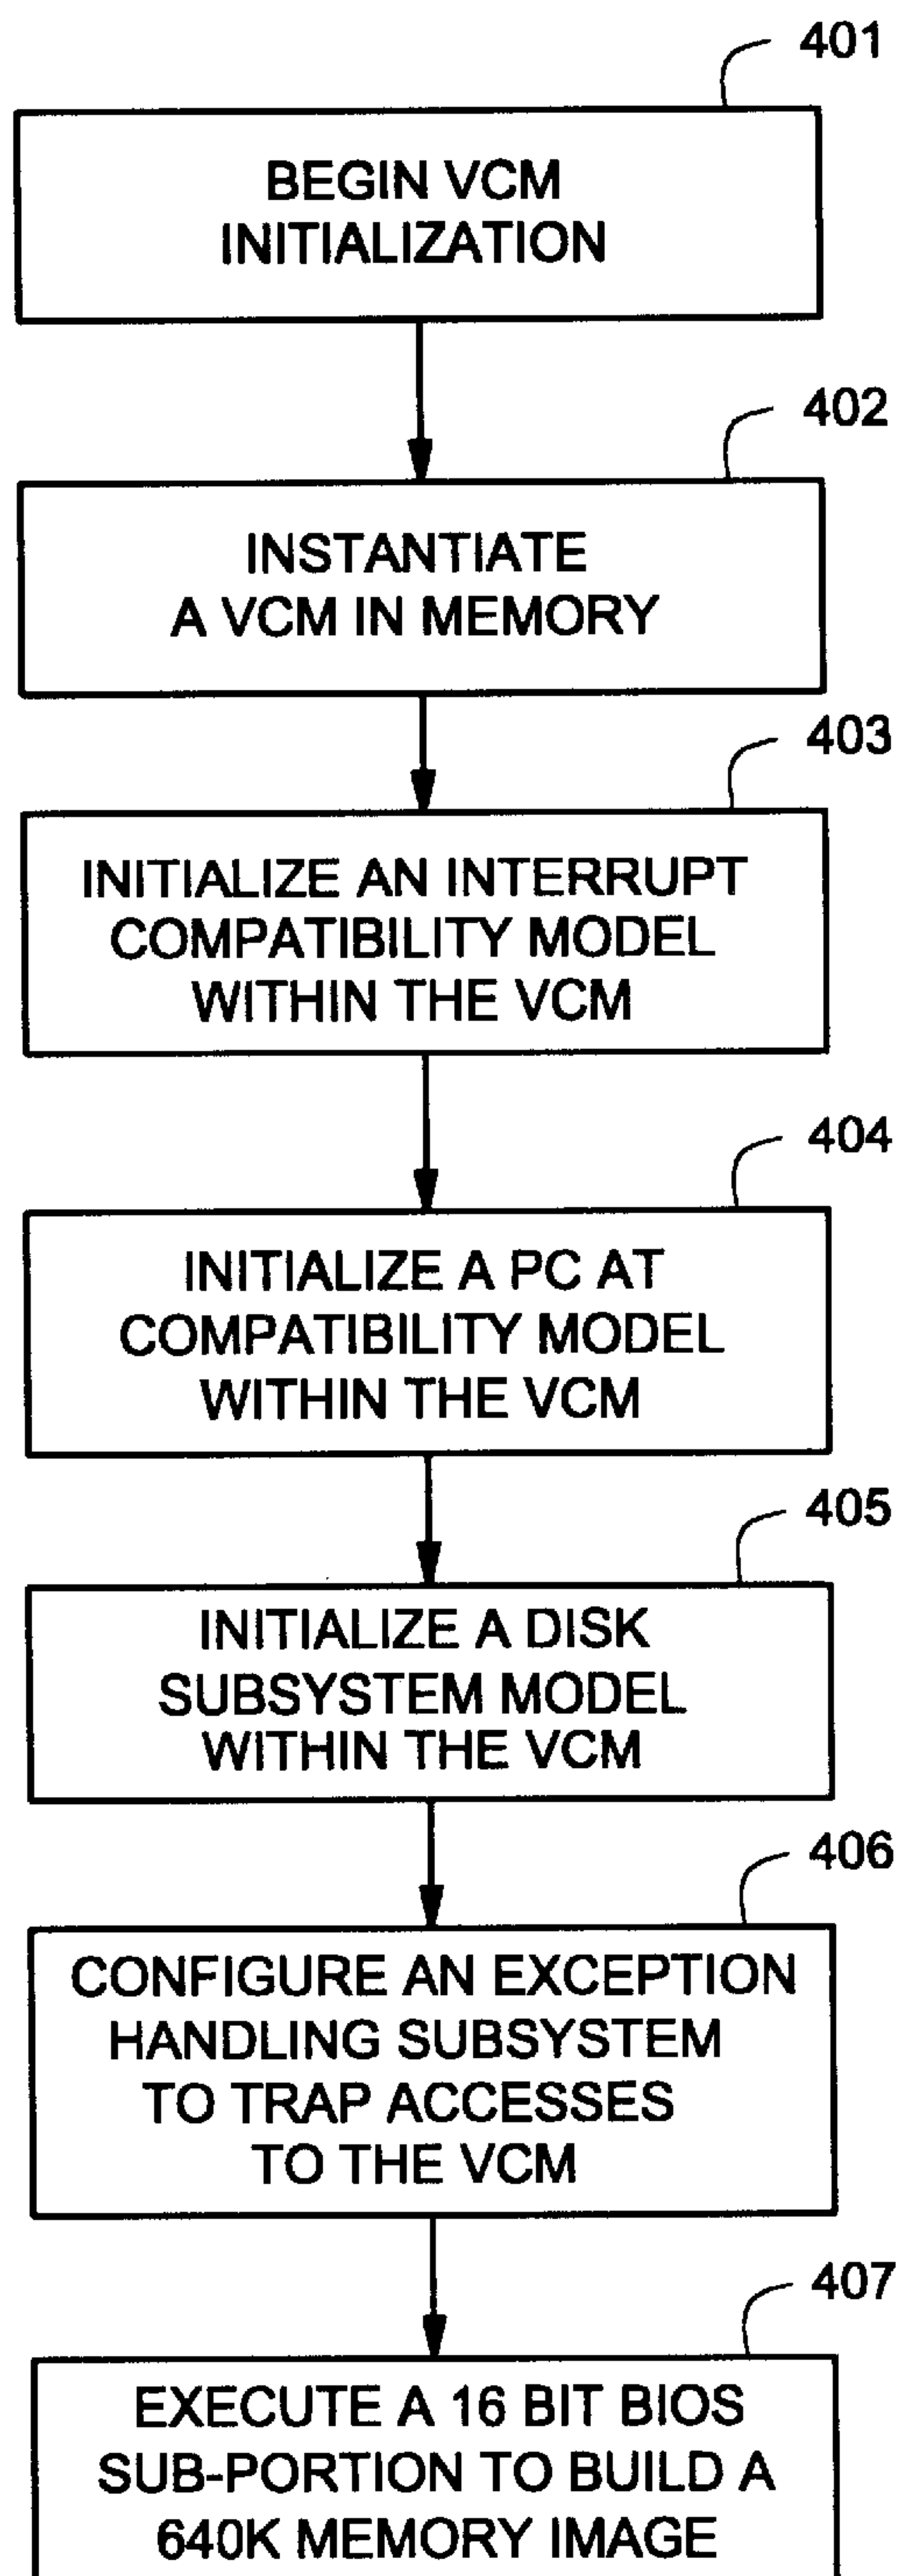 401
BEGIN VCM
INITIALIZATION
402
INSTANTIATE
A VCM IN MEMORY
403
INITIALIZE AN INTERRUPT
COMPATIBILITY MODEL
WITHIN THE VCM
404
INITIALIZE A PC AT
COMPATIBILITY MODEL
WITHIN THE VCM
405
INITIALIZE A DISK
SUBSYSTEM MODEL
WITHIN THE VCM
406
CONFIGURE AN EXCEPTION
HANDLING SUBSYSTEM
TO TRAP ACCESSES
TO THE VCM
407
EXECUTE A 16 BIT BIOS
SUB-PORTION TO BUILD A
640K MEMORY IMAGE